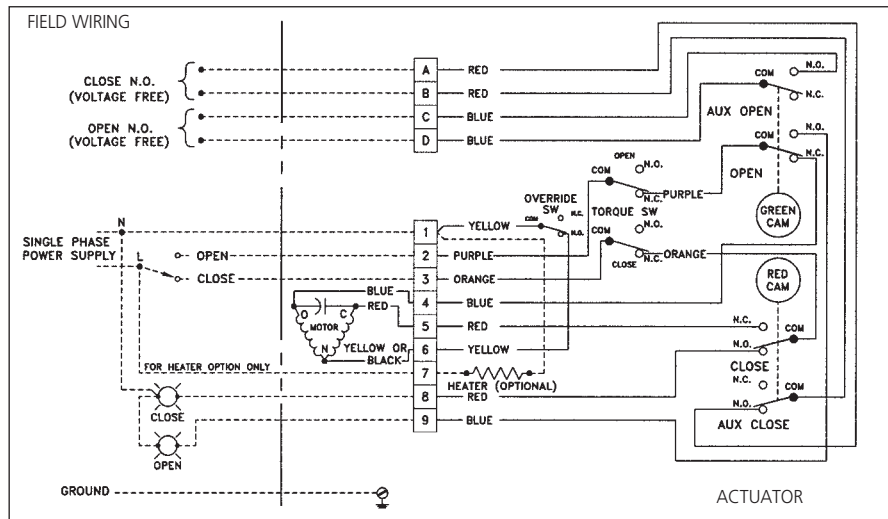 FIELD WIRING
CLOSE N.O.
(VOLTAGE FREE)
OPEN N.O.
(VOLTAGE FREE)
A RED
B RED
C BLUE
D BLUE
COM
N.O.
N.C.
AUX OPEN
COM
N.O.
N.C.
OPEN
GREEN
CAM
OPEN
N.O.
COM
N.C.
PURPLE
TORQUE SW
N.O.
COM
N.C.
ORANGE
CLOSE
OVERRIDE
SW
N.C.
COM
N.O.
N
SINGLE PHASE
POWER SUPPLY
L
OPEN
CLOSE
1 YELLOW
2 PURPLE
3 ORANGE
4 BLUE
5 RED
6 YELLOW
7
8 RED
9 BLUE
BLUE
RED
O C
MOTOR
N
YELLOW OR
BLACK
FOR HEATER OPTION ONLY
HEATER (OPTIONAL)
RED
CAM
N.C.
COM
N.O.
CLOSE
N.C.
COM
N.O.
AUX CLOSE
CLOSE
OPEN
GROUND
ACTUATOR